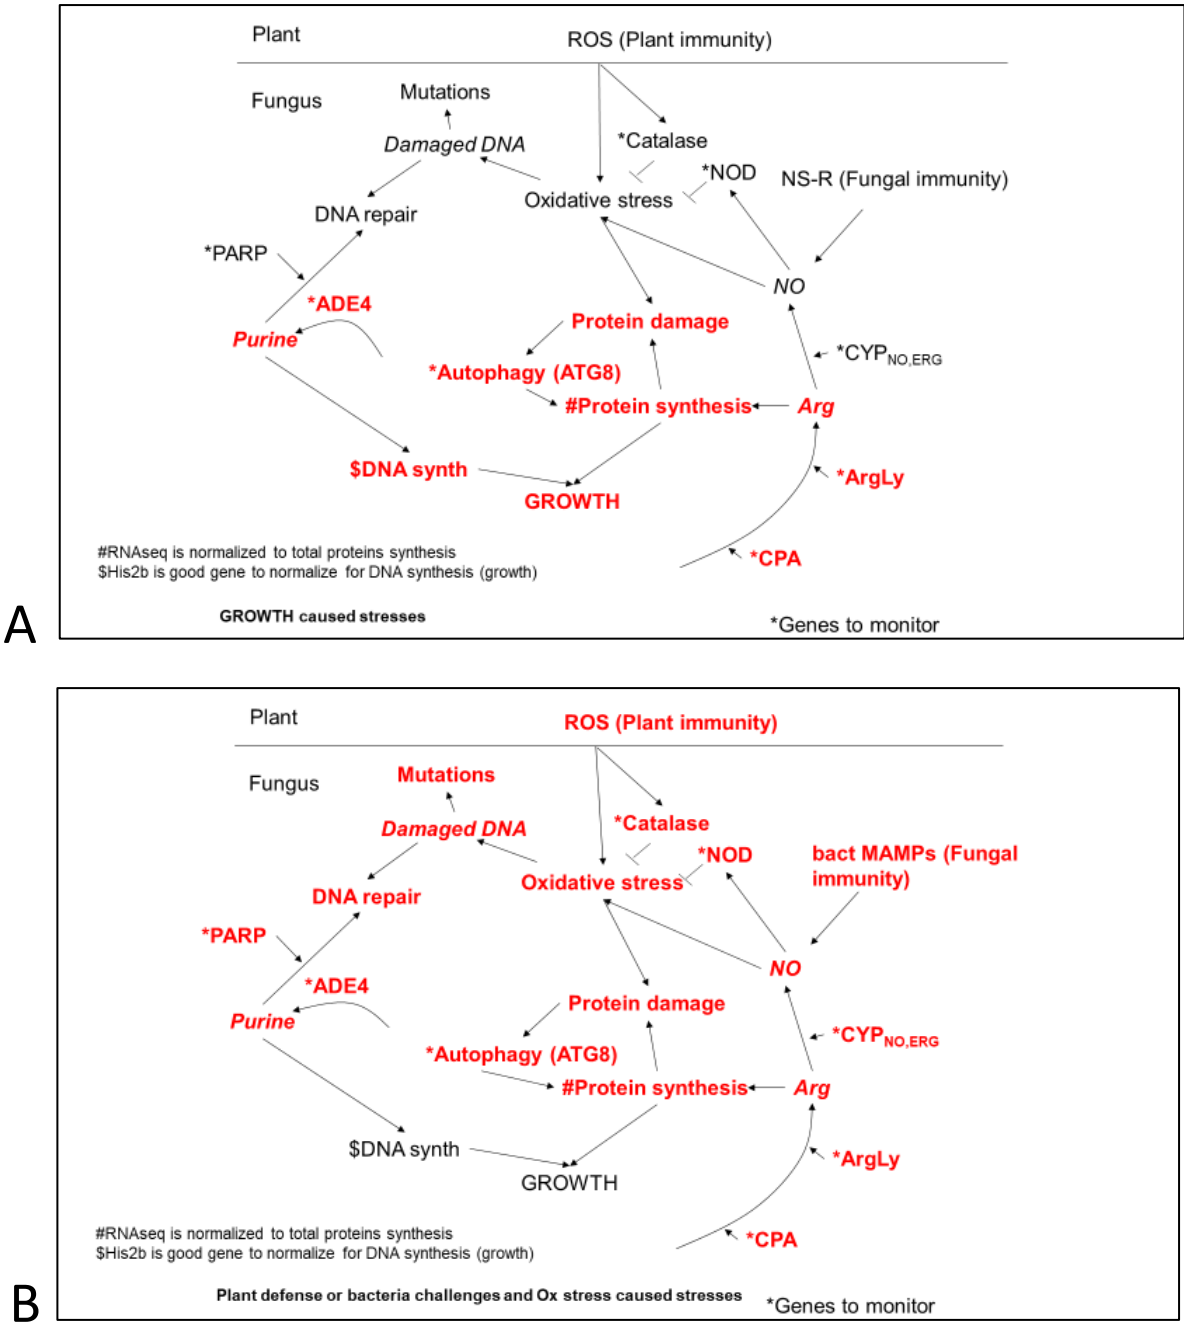 Plant
ROS (Plant immunity)
Fungus
Mutations
Damaged DNA
*Catalase
*NOD
NS-R (Fungal immunity)
Oxidative stress
DNA repair
*PARP
NO
*ADE4
Purine
Protein damage
*CYPNO,ERG
*Autophagy (ATG8)
#Protein synthesis
Arg
$DNA synth
*ArgLy
GROWTH
#RNAseq is normalized to total proteins synthesis
$His2b is good gene to normalize for DNA synthesis (growth)
*CPA
GROWTH caused stresses
*Genes to monitor
A
Plant
ROS (Plant immunity)
Fungus
Mutations
Damaged DNA
*Catalase
*NOD
bact MAMPs (Fungal
immunity)
Oxidative stress
DNA repair
*PARP
NO
*ADE4
Purine
Protein damage
*CYPNO,ERG
*Autophagy (ATG8)
#Protein synthesis
Arg
$DNA synth
*ArgLy
GROWTH
#RNAseq is normalized to total proteins synthesis
$His2b is good gene to normalize for DNA synthesis (growth)
*CPA
Plant defense or bacteria challenges and Ox stress caused stresses
*Genes to monitor
B